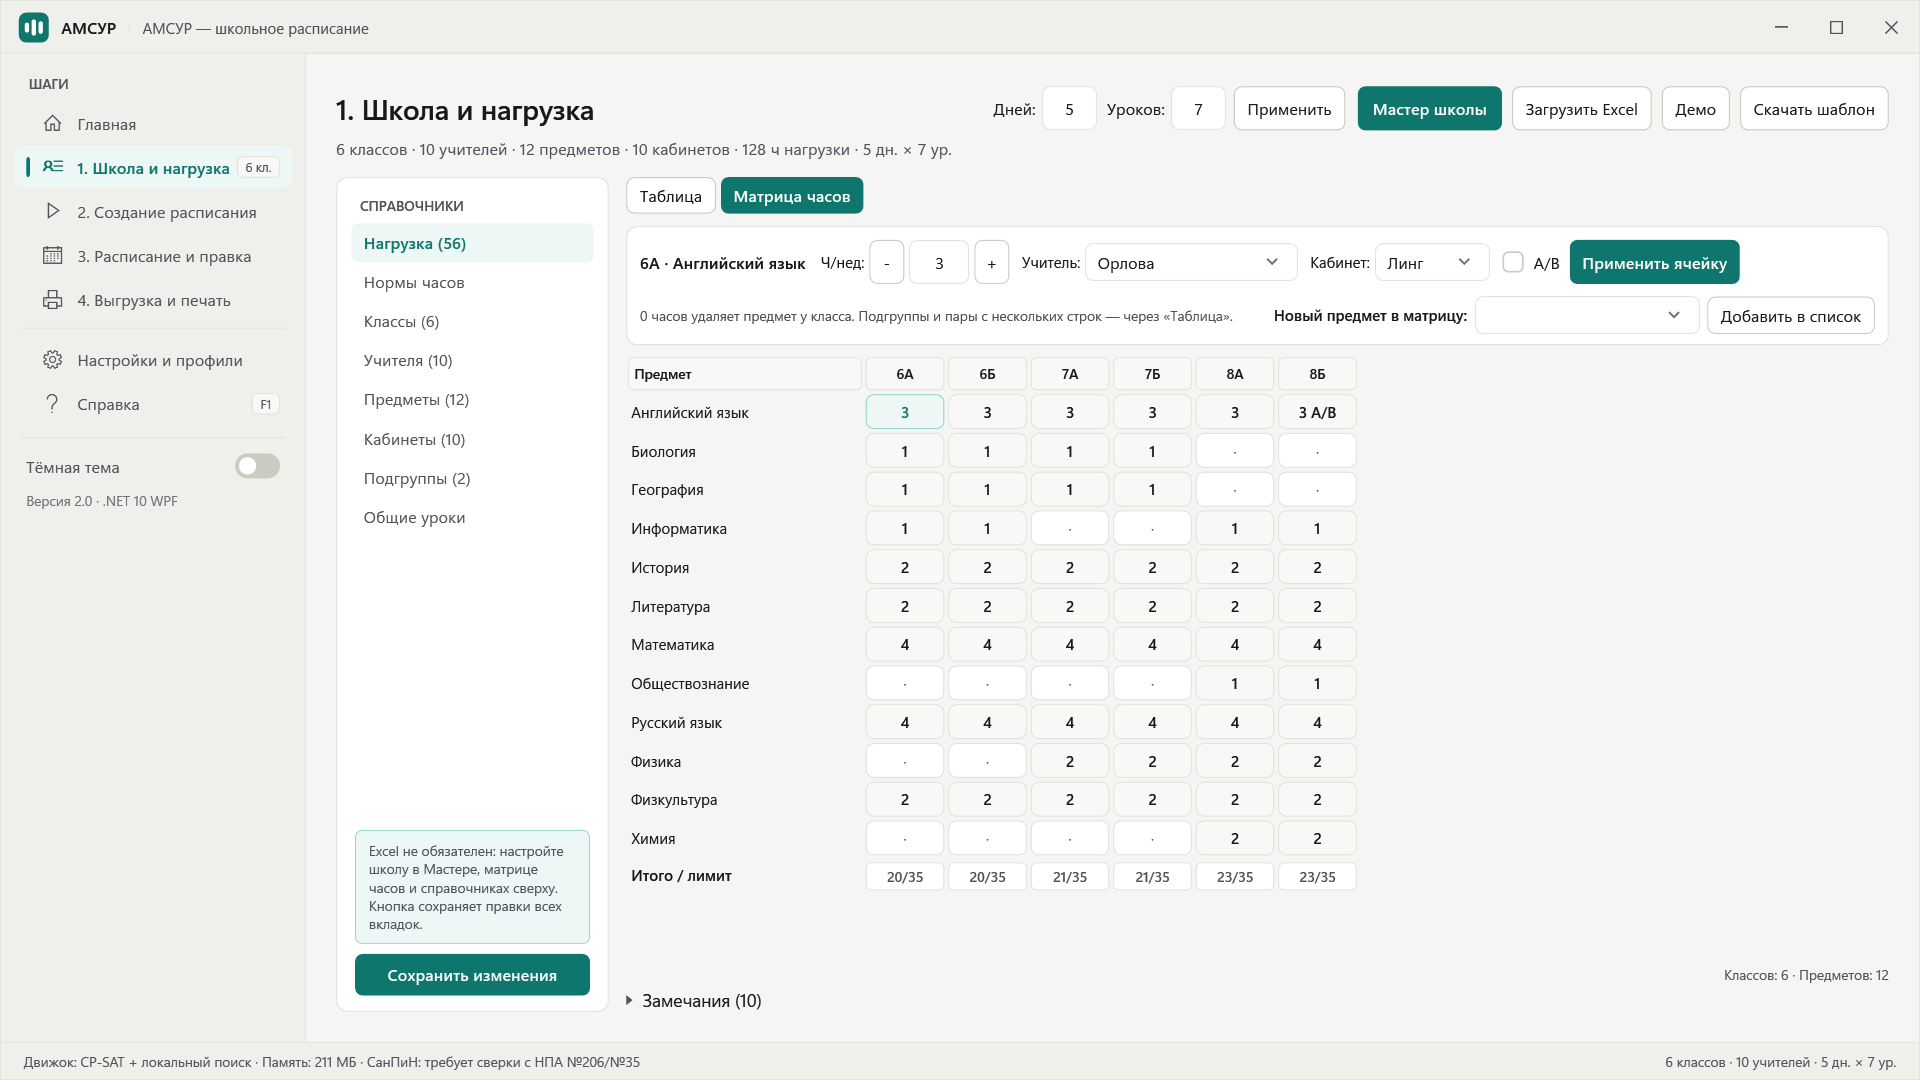 АМСУР
АМСУР — школьное расписание
ШАГИ
Главная
1. Школа и нагрузка
6 кл.
2. Создание расписания
3. Расписание и правка
4. Выгрузка и печать
Настройки и профили
Справка
F1
Тёмная тема
Версия 2.0 · .NET 10 WPF
1. Школа и нагрузка
Дней: 5 Уроков: 7 Применить Мастер школы Загрузить Excel Демо Скачать шаблон
6 классов · 10 учителей · 12 предметов · 10 кабинетов · 128 ч нагрузки · 5 дн. × 7 ур.
СПРАВОЧНИКИ
Нагрузка (56)
Нормы часов
Классы (6)
Учителя (10)
Предметы (12)
Кабинеты (10)
Подгруппы (2)
Общие уроки
Excel не обязателен: настройте
школу в Мастере, матрице
часов и справочниках сверху.
Кнопка сохраняет правки всех
вкладок.
Сохранить изменения
Таблица Матрица часов
6А · Английский язык Ч/нед: - 3 + Учитель: Орлова Кабинет: Линг А/В Применить ячейку
0 часов удаляет предмет у класса. Подгруппы и пары с нескольких строк — через «Таблица». Новый предмет в матрицу: Добавить в список
Предмет 6А 6Б 7А 7Б 8А 8Б
Английский язык 3 3 3 3 3 3 А/В
Биология 1 1 1 1 · ·
География 1 1 1 1 · ·
Информатика 1 1 · · 1 1
История 2 2 2 2 2 2
Литература 2 2 2 2 2 2
Математика 4 4 4 4 4 4
Обществознание · · · · 1 1
Русский язык 4 4 4 4 4 4
Физика · · 2 2 2 2
Физкультура 2 2 2 2 2 2
Химия · · · · 2 2
Итого / лимит 20/35 20/35 21/35 21/35 23/35 23/35
Классов: 6 · Предметов: 12
Замечания (10)
Движок: CP-SAT + локальный поиск · Память: 211 МБ · СанПиН: требует сверки с НПА №206/№35
6 классов · 10 учителей · 5 дн. × 7 ур.